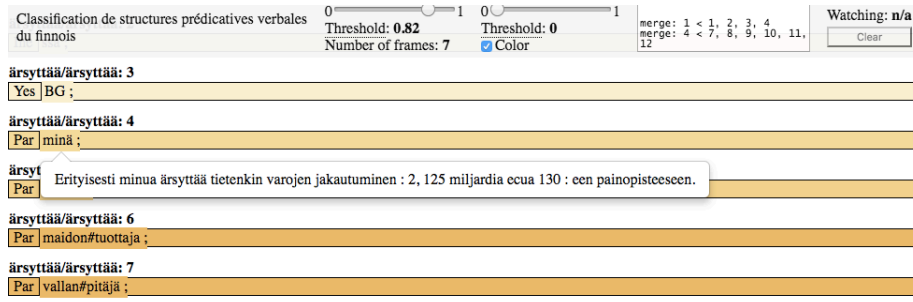 Classification de structures prédicatives verbales
du finnois
0 1
Threshold: 0.82
Number of frames: 7
0 1
Threshold: 0
Color
merge: 1 < 1, 2, 3, 4
merge: 4 < 7, 8, 9, 10, 11,
12
Watching: n/a
Clear
ärsyttää/ärsyttää: 3
Yes BG ;
ärsyttää/ärsyttää: 4
Par minä ;
ärsyt
Par
Erityisesti minua ärsyttää tietenkin varojen jakautuminen : 2, 125 miljardia ecua 130 : een painopisteeseen.
ärsyttää/ärsyttää: 6
Par maidon#tuottaja ;
ärsyttää/ärsyttää: 7
Par vallan#pitäjä ;